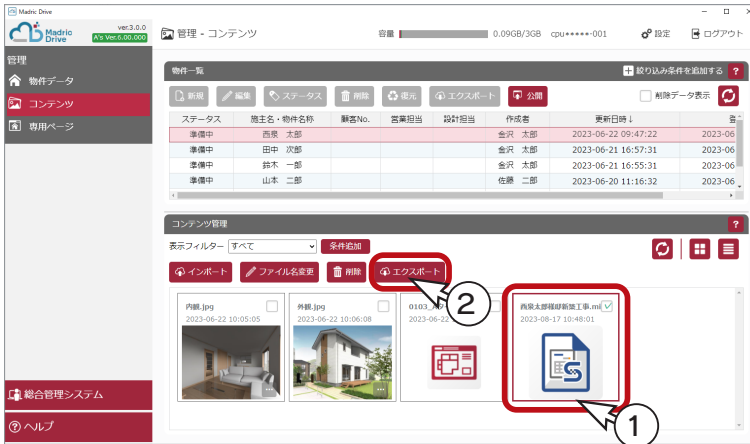 Madric Drive
Madric Drive
ver.3.0.0
A's Ver.6.00.000
管理 - コンテンツ
容量 0.09GB/3GB cpu*****-001
設定
ログアウト
管理
物件データ
コンテンツ
専用ページ
総合管理システム
ヘルプ
物件一覧
絞り込み条件を追加する ?
新規 編集 ステータス 削除 復元 エクスポート 公開
削除データ表示
ステータス 施主名・物件名称 顧客No. 営業担当 設計担当 作成者 更新日時↓
準備中 西泉 太郎 金沢 太郎 2023-06-22 09:47:22 2023-06
準備中 田中 次郎 金沢 太郎 2023-06-21 16:57:31 2023-06
準備中 鈴木 一郎 金沢 太郎 2023-06-21 16:55:31 2023-06
準備中 山本 二郎 佐藤 二郎 2023-06-20 11:16:32 2023-06
コンテンツ管理 ?
表示フィルター すべて 条件追加
インポート ファイル名変更 削除 エクスポート
②
内観.jpg
2023-06-22 10:05:05
外観.jpg
2023-06-22 10:06:08
0103_
2023-06-22
西泉太郎様邸新築工事.ml
2023-08-17 10:48:01
S
①